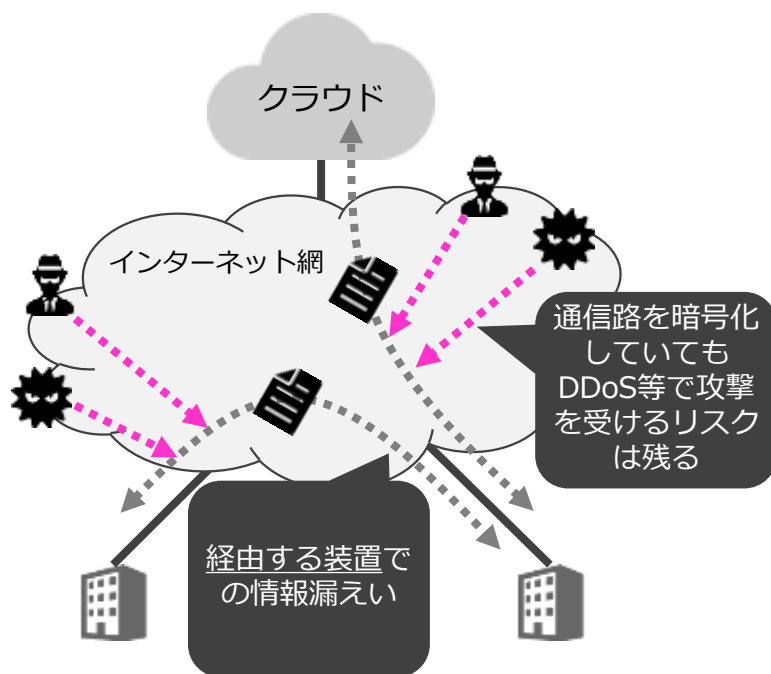 クラウド
インターネット網
通信路を暗号化
していても
DDoS等で攻撃
を受けるリスク
は残る
経由する装置で
の情報漏えい